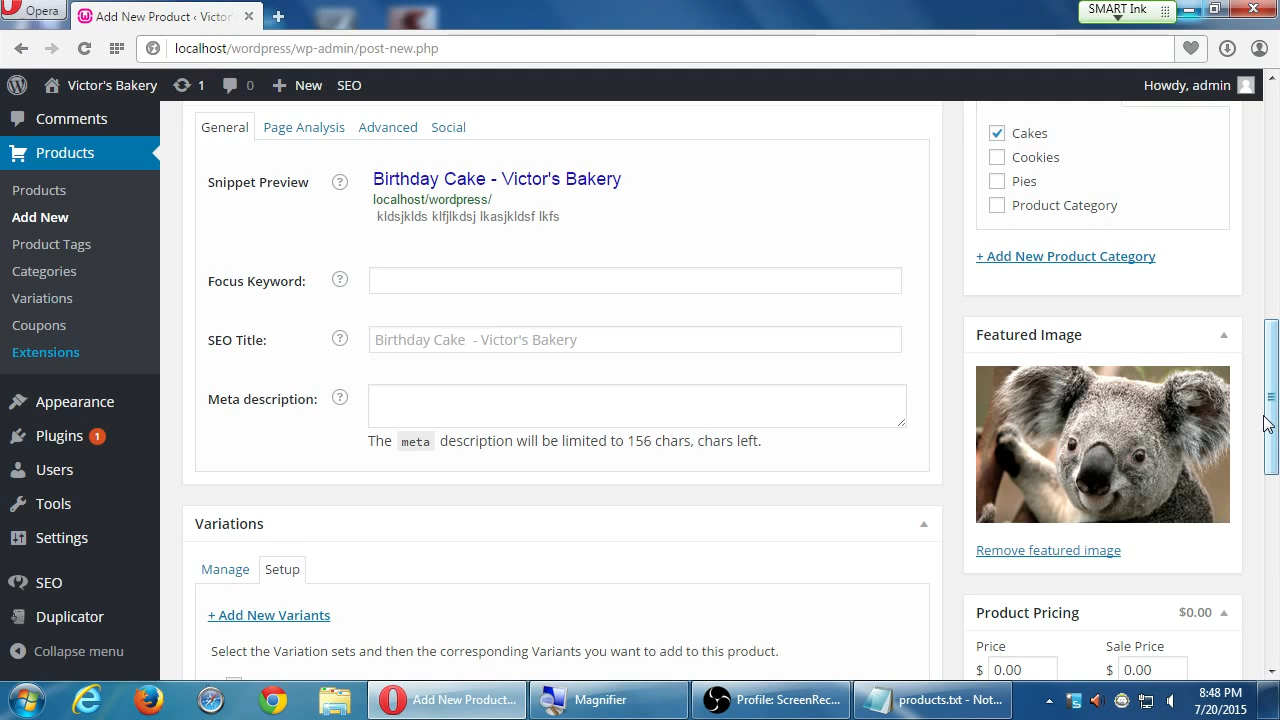 Opera
Add New Product ‹ Victor'
SMART Ink
localhost/wordpress/wp-admin/post-new.php
Victor's Bakery
1
0
New
SEO
Howdy, admin
Comments
Products
Products
Add New
Product Tags
Categories
Variations
Coupons
Extensions
Appearance
Plugins 1
Users
Tools
Settings
SEO
Duplicator
Collapse menu
General
Page Analysis
Advanced
Social
Snippet Preview
?
Birthday Cake - Victor's Bakery
localhost/wordpress/
kldsjklds klfjlkdsj lkasjkldsf lkfs
Focus Keyword:
?
SEO Title:
?
Birthday Cake - Victor's Bakery
Meta description:
?
The meta description will be limited to 156 chars, chars left.
Variations
Manage
Setup
+ Add New Variants
Select the Variation sets and then the corresponding Variants you want to add to this product.
Cakes
Cookies
Pies
Product Category
+ Add New Product Category
Featured Image
Remove featured image
Product Pricing
$0.00
Price
Sale Price
$ 0.00
$ 0.00
Add New Product...
Magnifier
Profile: ScreenRec...
products.txt - Not...
8:48 PM
7/20/2015